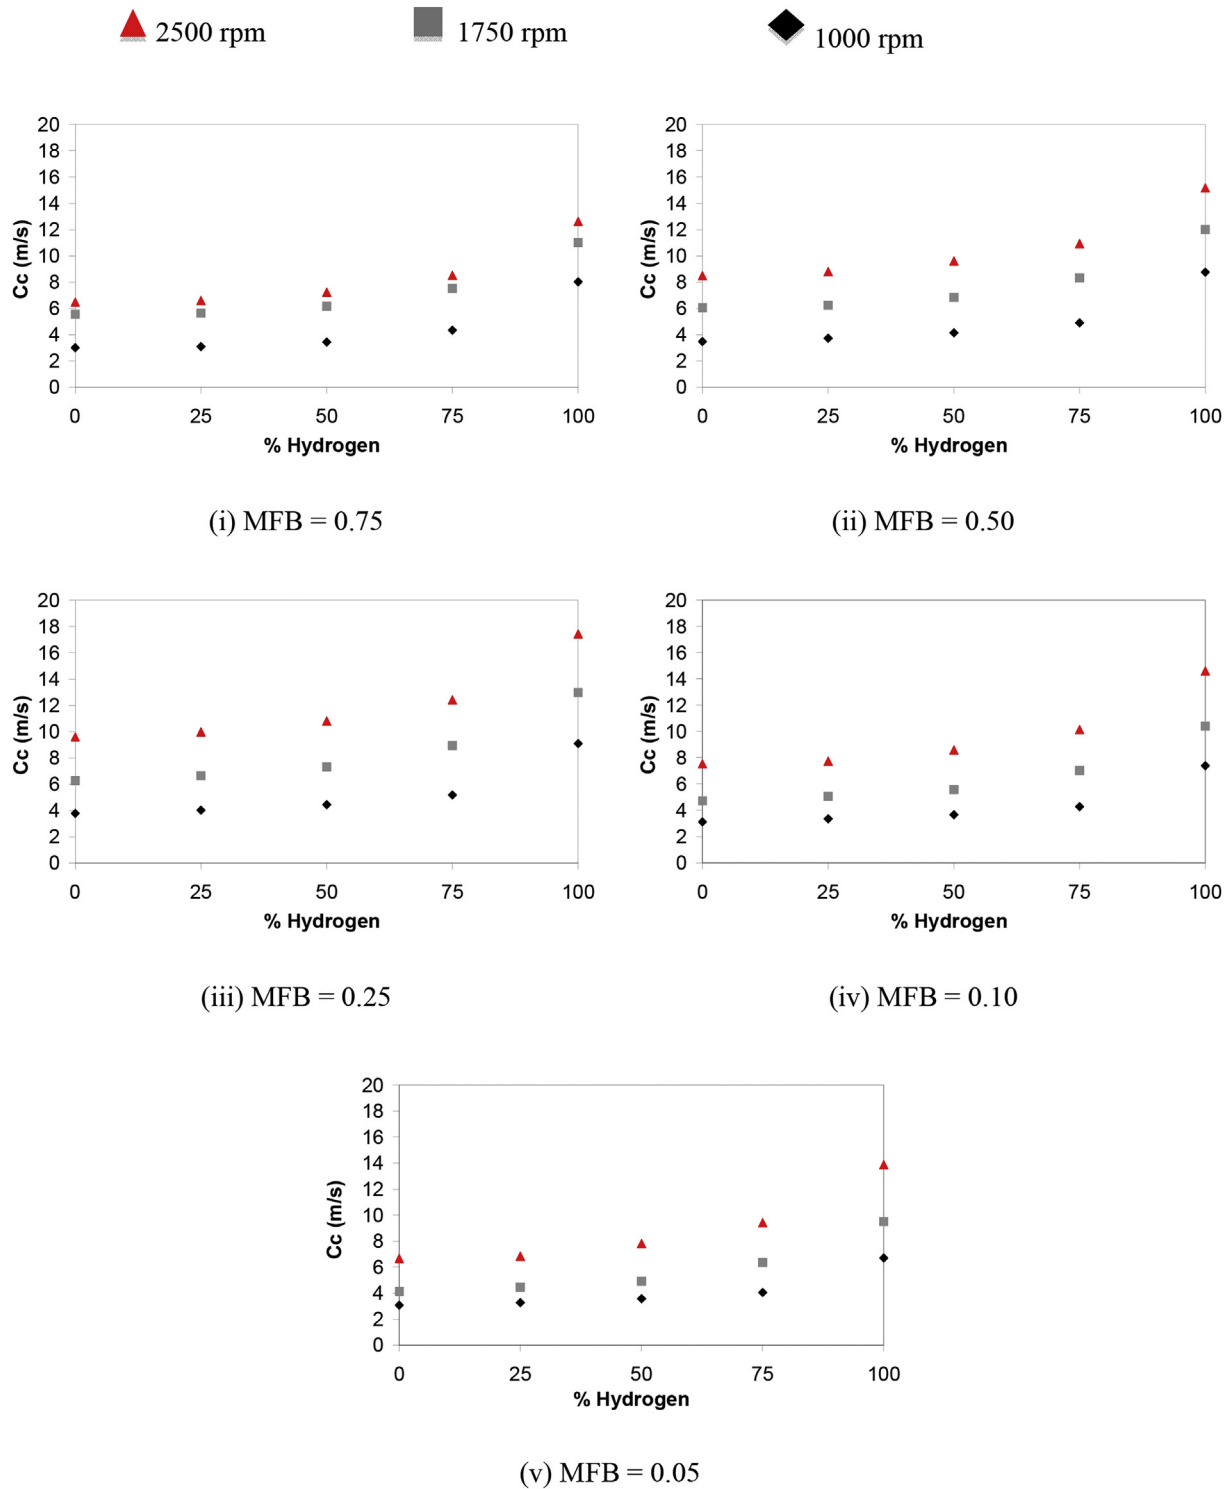 2500 rpm
1750 rpm
1000 rpm
20
18
16
14
12
10
8
6
4
2
0
Cc (m/s)
0 25 50 75 100
% Hydrogen
(i) MFB = 0.75
20
18
16
14
12
10
8
6
4
2
0
Cc (m/s)
0 25 50 75 100
% Hydrogen
(ii) MFB = 0.50
20
18
16
14
12
10
8
6
4
2
0
Cc (m/s)
0 25 50 75 100
% Hydrogen
(iii) MFB = 0.25
20
18
16
14
12
10
8
6
4
2
0
Cc (m/s)
0 25 50 75 100
% Hydrogen
(iv) MFB = 0.10
20
18
16
14
12
10
8
6
4
2
0
Cc (m/s)
0 25 50 75 100
% Hydrogen
(v) MFB = 0.05